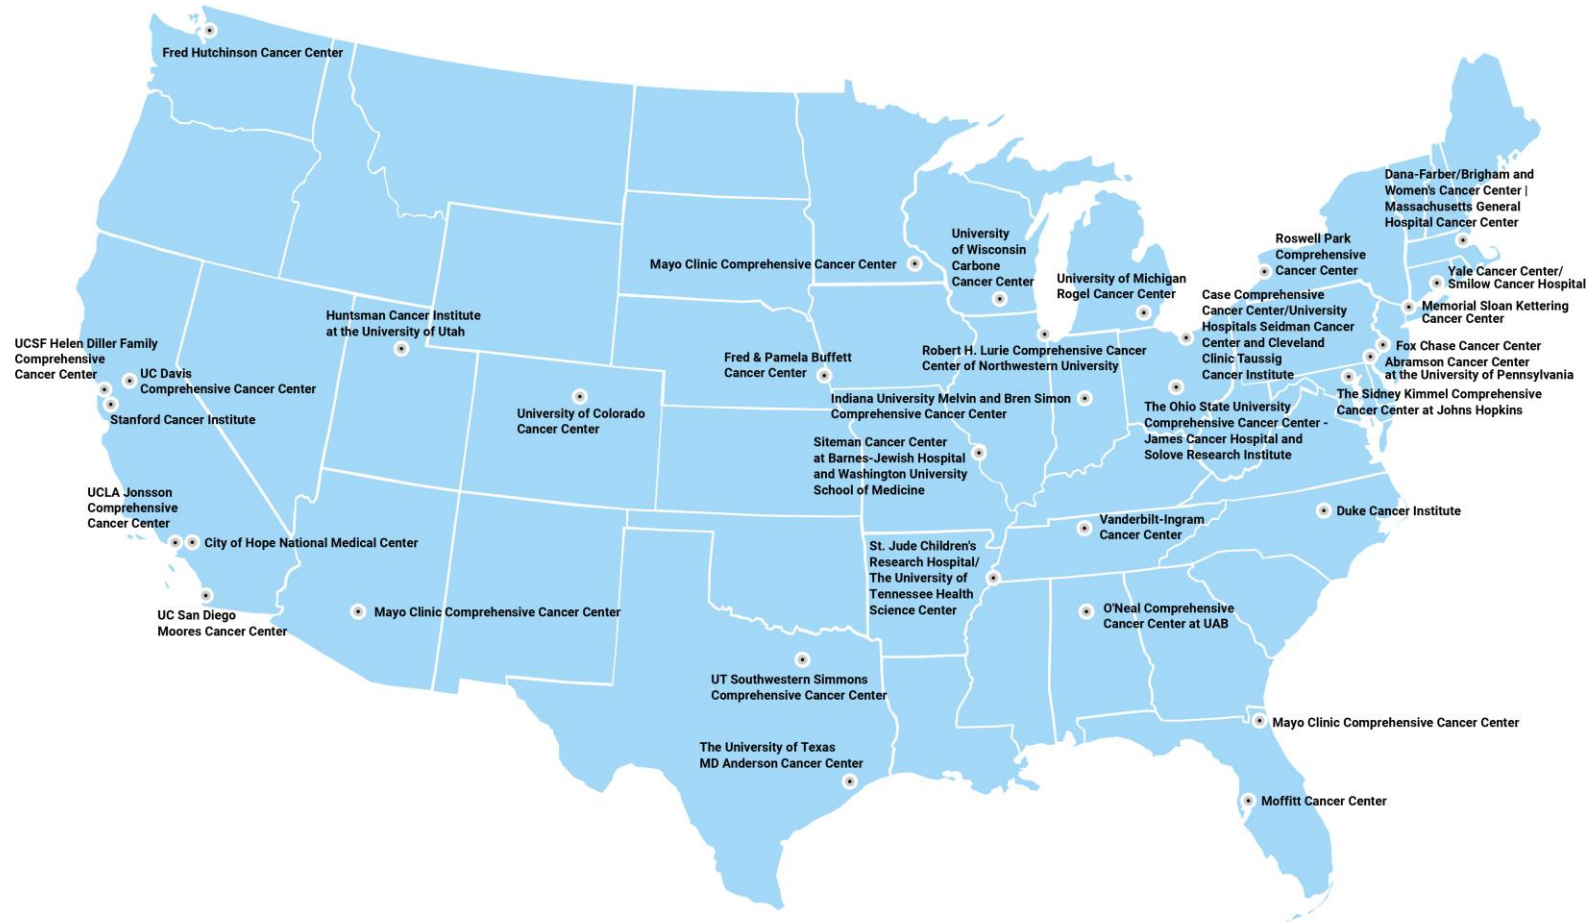 Fred Hutchinson Cancer Center
Dana-Farber/Brigham and
Women's Cancer Center |
Massachusetts General
Hospital Cancer Center
University
of Wisconsin
Carbone
Cancer Center
Roswell Park
Comprehensive
Cancer Center
Mayo Clinic Comprehensive Cancer Center
University of Michigan
Rogel Cancer Center
Yale Cancer Center/
Smilow Cancer Hospital
Case Comprehensive
Cancer Center/University
Hospitals Seidman Cancer
Center and Cleveland
Clinic Taussig
Cancer Institute
Memorial Sloan Kettering
Cancer Center
Huntsman Cancer Institute
at the University of Utah
UCSF Helen Diller Family
Comprehensive
Cancer Center
Fox Chase Cancer Center
Robert H. Lurie Comprehensive Cancer
Center of Northwestern University
Fred & Pamela Buffett
Cancer Center
Abramson Cancer Center
at the University of Pennsylvania
UC Davis
Comprehensive Cancer Center
The Sidney Kimmel Comprehensive
Cancer Center at Johns Hopkins
Indiana University Melvin and Bren Simon
Comprehensive Cancer Center
The Ohio State University
Comprehensive Cancer Center -
James Cancer Hospital and
Solove Research Institute
Stanford Cancer Institute
University of Colorado
Cancer Center
Siteman Cancer Center
at Barnes-Jewish Hospital
and Washington University
School of Medicine
UCLA Jonsson
Comprehensive
Cancer Center
Duke Cancer Institute
Vanderbilt-Ingram
Cancer Center
City of Hope National Medical Center
St. Jude Children's
Research Hospital/
The University of
Tennessee Health
Science Center
UC San Diego
Moores Cancer Center
Mayo Clinic Comprehensive Cancer Center
O'Neal Comprehensive
Cancer Center at UAB
UT Southwestern Simmons
Comprehensive Cancer Center
Mayo Clinic Comprehensive Cancer Center
The University of Texas
MD Anderson Cancer Center
Moffitt Cancer Center